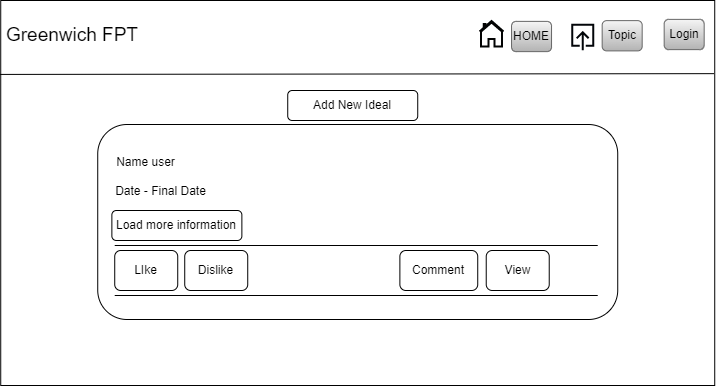 Greenwich FPT
HOME
Topic
Login
Add New Ideal
Name user
Date - Final Date
Load more information
LIke
Dislike
Comment
View